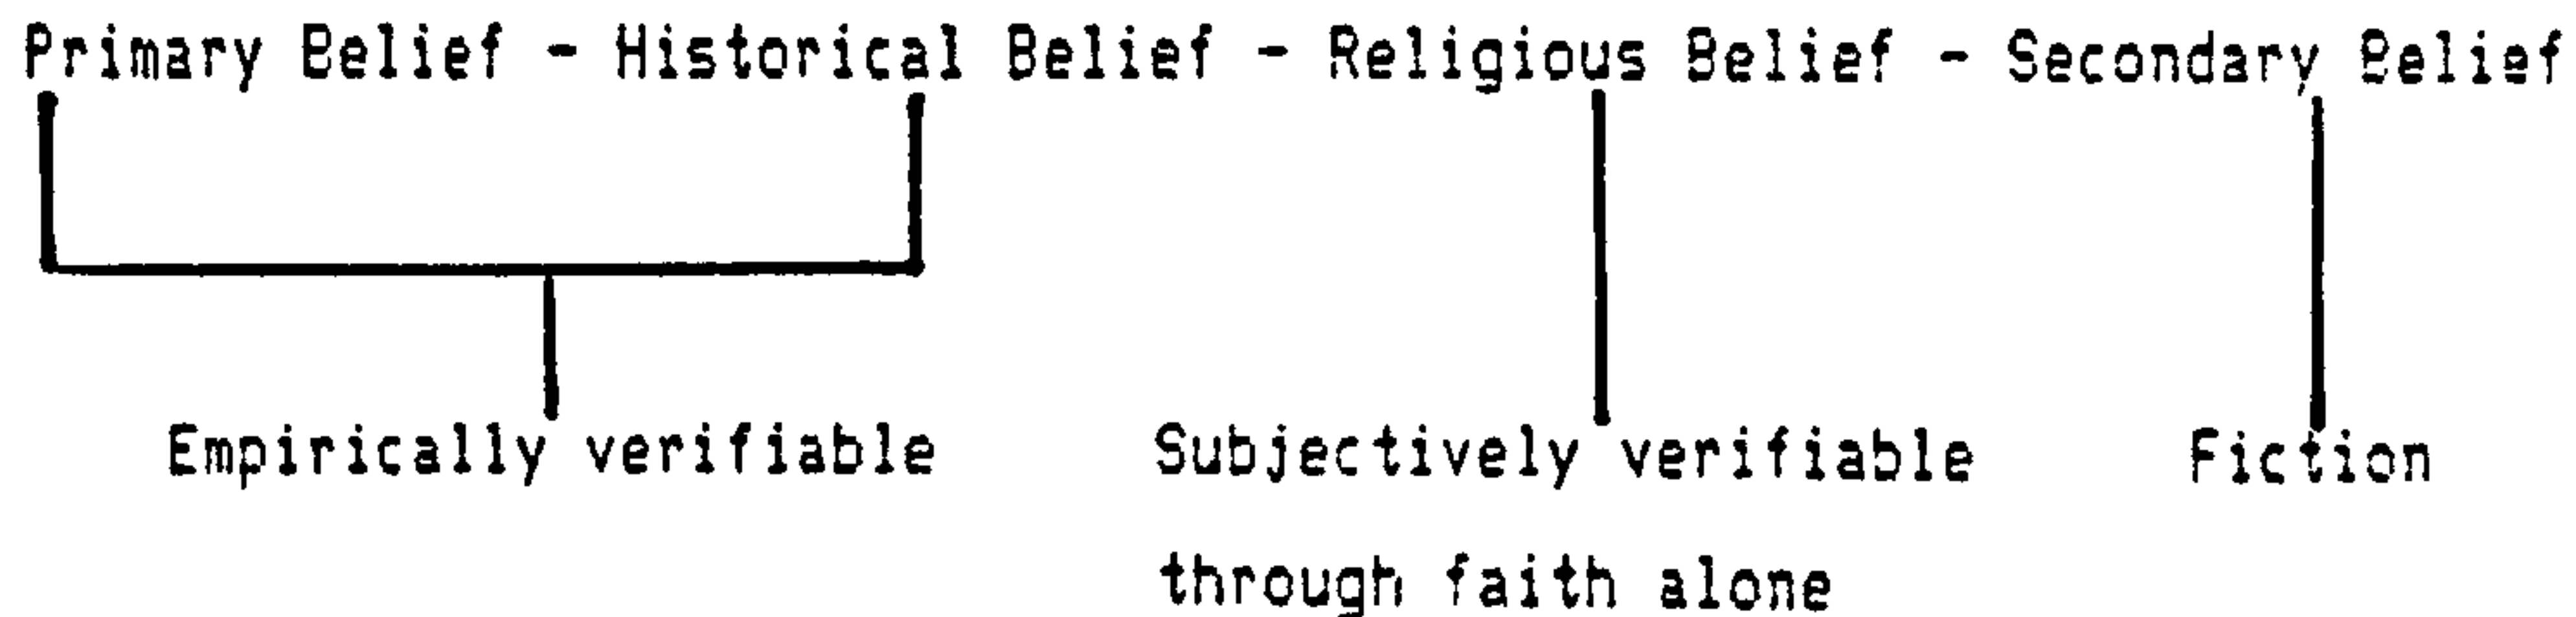 Primary Belief - Historical Belief - Religious Belief - Secondary Belief
Empirically verifiable Subjectively verifiable Fiction
through faith alone